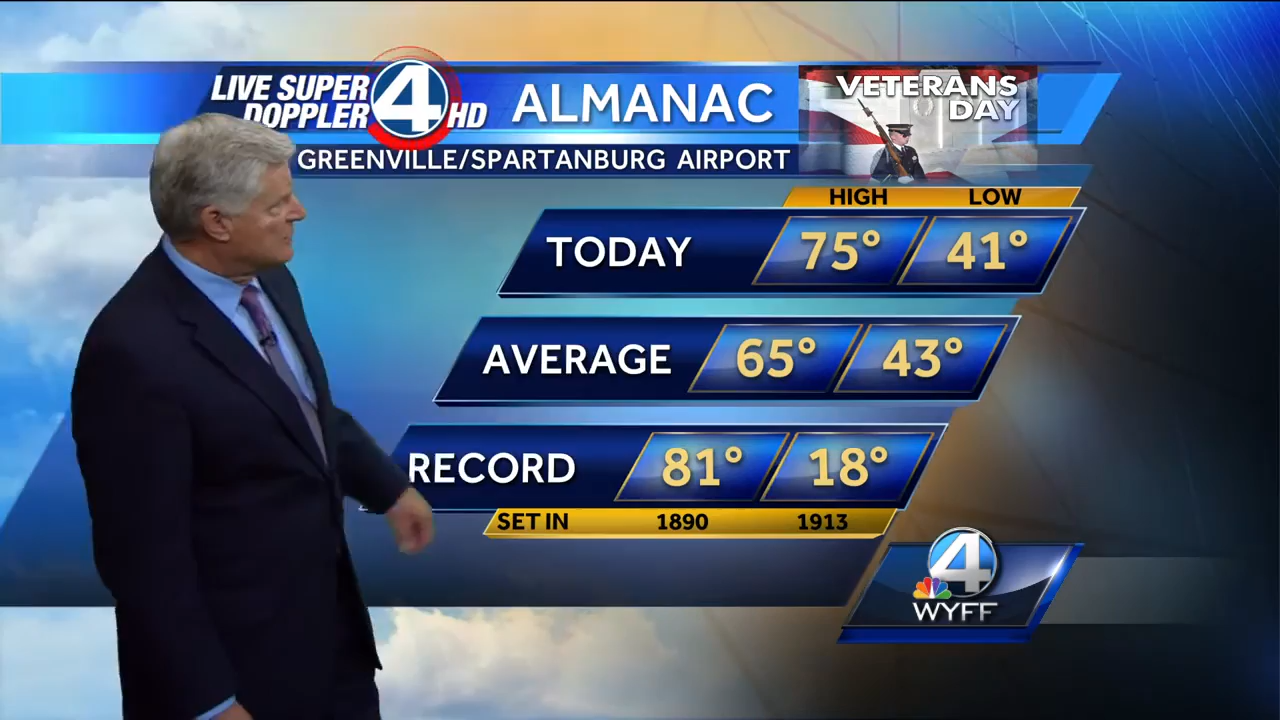 LIVE SUPER
DOPPLER 4 HD
ALMANAC
VETERANS
DAY
GREENVILLE/SPARTANBURG AIRPORT
HIGH LOW
TODAY 75° 41°
AVERAGE 65° 43°
RECORD 81° 18°
SET IN 1890 1913
4
WYFF